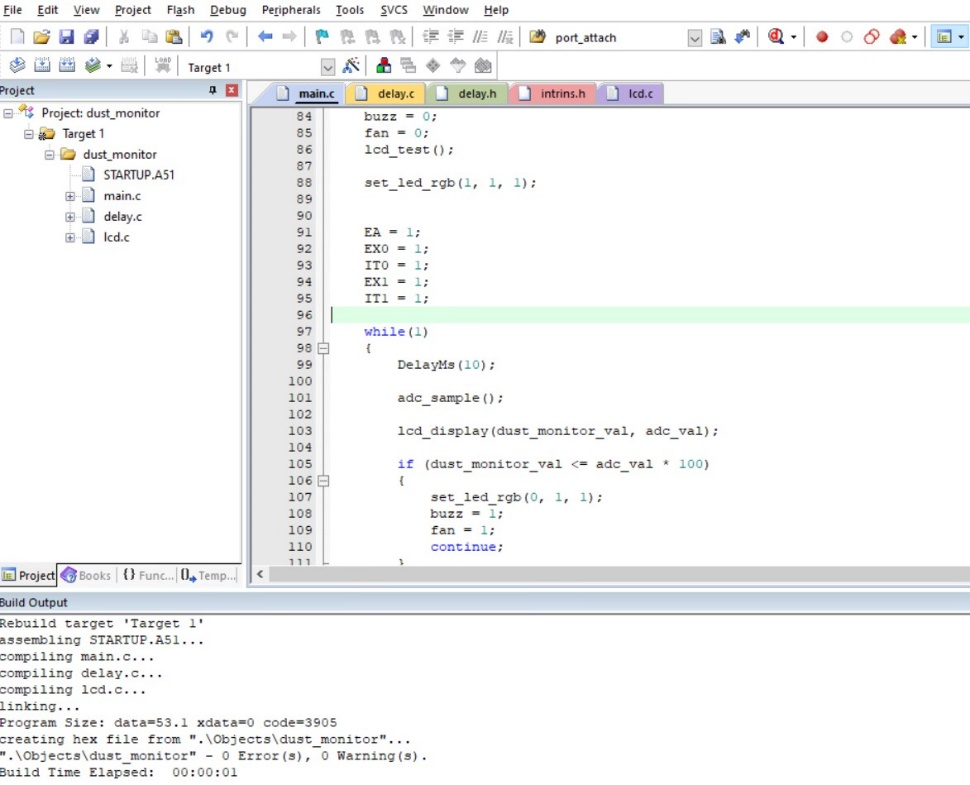 File Edit View Project Flash Debug Peripherals Tools SVCS Window Help
port_attach
LOAD Target 1
Project
Project: dust_monitor
Target 1
dust_monitor
STARTUP.A51
main.c
delay.c
lcd.c
main.c delay.c delay.h intrins.h lcd.c
84 buzz = 0;
85 fan = 0;
86 lcd_test();
87
88 set_led_rgb(1, 1, 1);
89
90
91 EA = 1;
92 EX0 = 1;
93 IT0 = 1;
94 EX1 = 1;
95 IT1 = 1;
96
97 while(1)
98 {
99 DelayMs(10);
100
101 adc_sample();
102
103 lcd_display(dust_monitor_val, adc_val);
104
105 if (dust_monitor_val <= adc_val * 100)
106 {
107 set_led_rgb(0, 1, 1);
108 buzz = 1;
109 fan = 1;
110 continue;
111 }
Project Books {} Func... Temp...
Build Output
Rebuild target 'Target 1'
assembling STARTUP.A51...
compiling main.c...
compiling delay.c...
compiling lcd.c...
linking...
Program Size: data=53.1 xdata=0 code=3905
creating hex file from ".\Objects\dust_monitor"...
".\Objects\dust_monitor" - 0 Error(s), 0 Warning(s).
Build Time Elapsed:  00:00:01